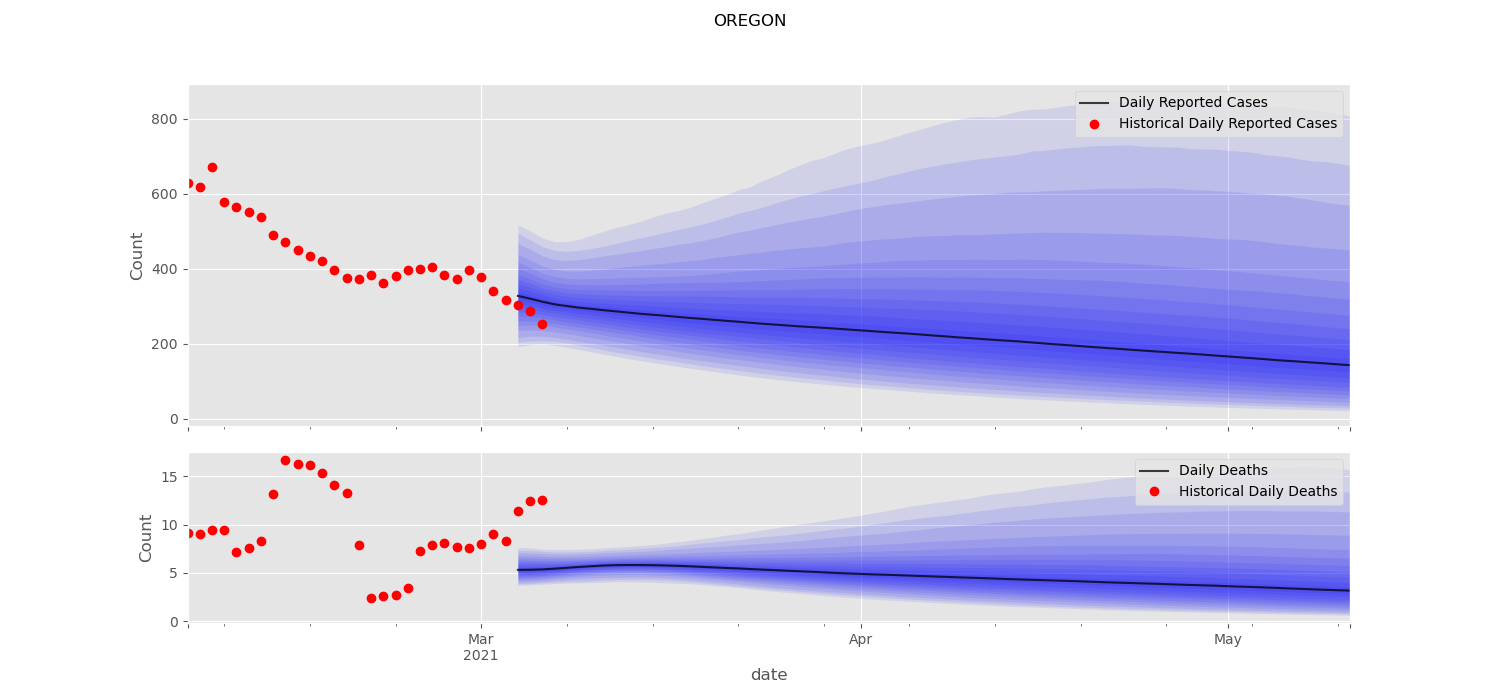 OREGON
Count
800
600
400
200
0
Daily Reported Cases
Historical Daily Reported Cases
Count
15
10
5
0
Daily Deaths
Historical Daily Deaths
Mar
2021
Apr
May
date